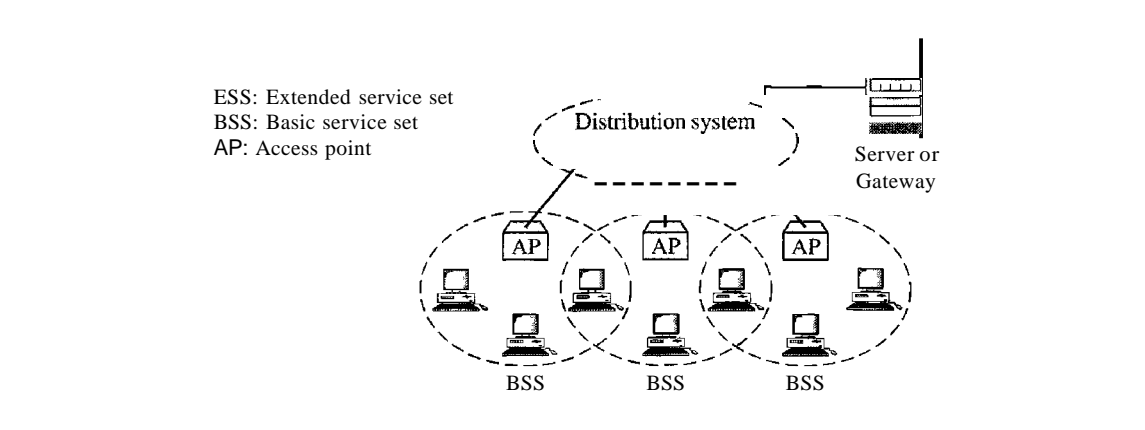 ESS: Extended service set
BSS: Basic service set
AP: Access point
Distribution system
Server or
Gateway
AP
AP
AP
BSS
BSS
BSS